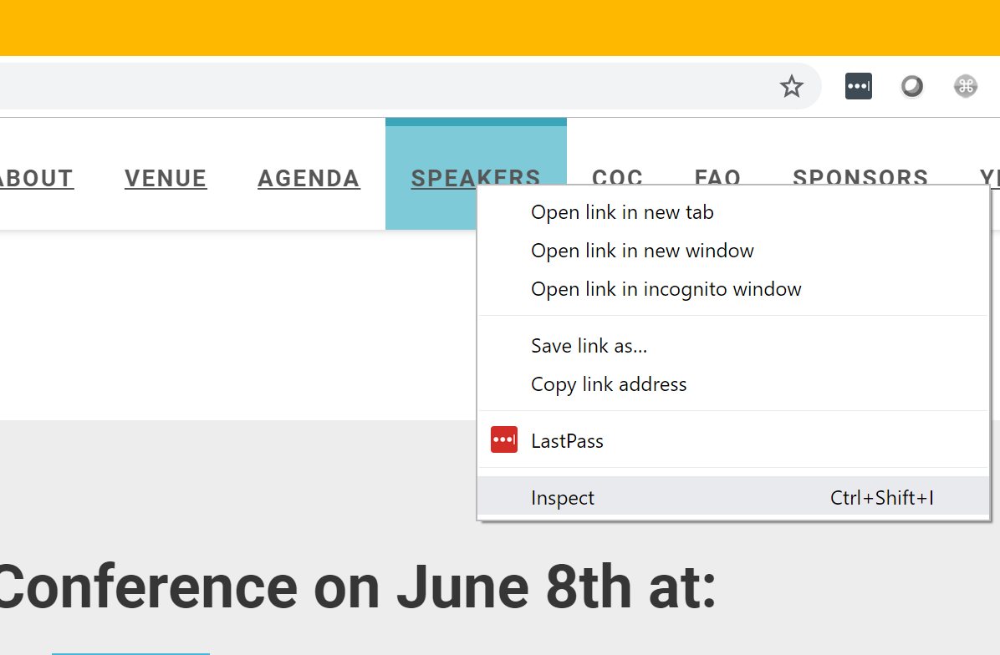 ABOUT VENUE AGENDA SPEAKERS COC FAQ SPONSORS
Open link in new tab
Open link in new window
Open link in incognito window
Save link as...
Copy link address
LastPass
Inspect Ctrl+Shift+I
Conference on June 8th at: